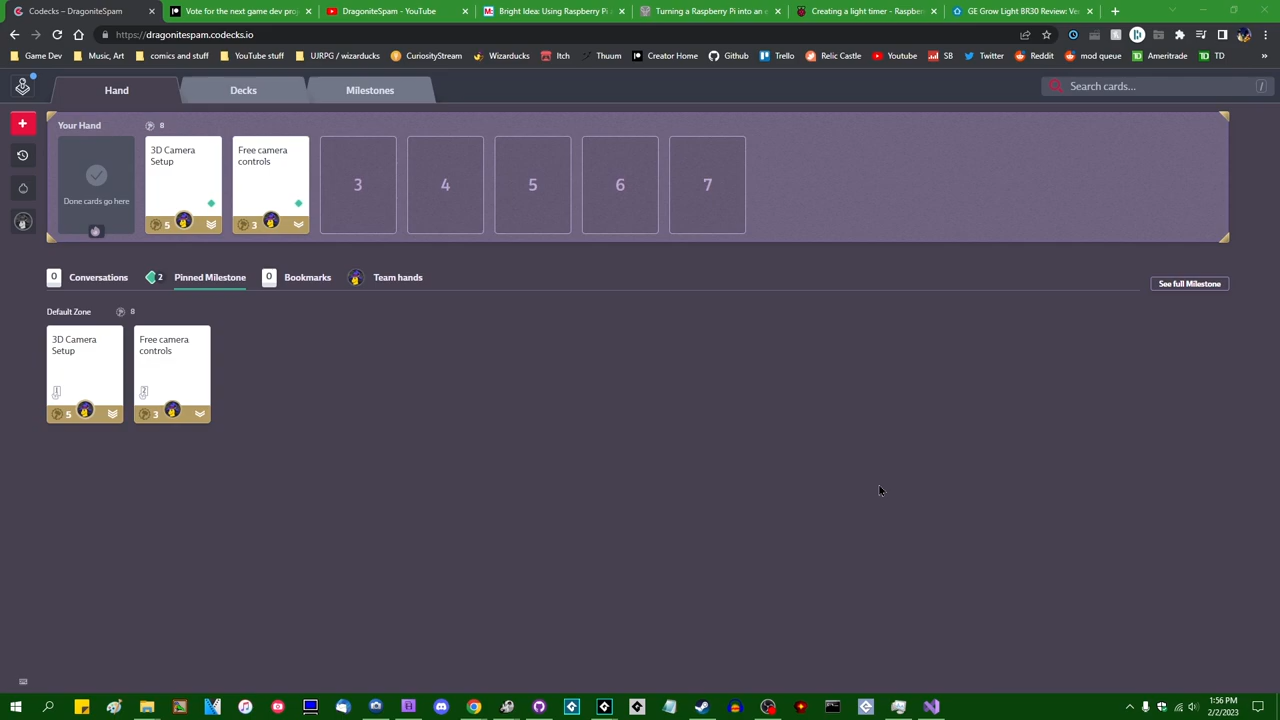 Codecks – DragoniteSpam
Vote for the next game dev proj
DragoniteSpam - YouTube
Bright Idea: Using Raspberry Pi
Turning a Raspberry Pi into an e
Creating a light timer - Raspberr
GE Grow Light BR30 Review: Ve
https://dragonitespam.codecks.io
Game Dev
Music, Art
comics and stuff
YouTube stuff
UJRPG / wizarducks
CuriosityStream
Wizarducks
Itch
Thuum
Creator Home
Github
Trello
Relic Castle
Youtube
SB
Twitter
Reddit
mod queue
Ameritrade
TD
Hand
Decks
Milestones
Search cards...
/
Your Hand
8
Done cards go here
3D Camera
Setup
5
Free camera
controls
3
3
4
5
6
7
0 Conversations
2 Pinned Milestone
0 Bookmarks
Team hands
See full Milestone
Default Zone
8
3D Camera
Setup
1
5
Free camera
controls
2
3
1:56 PM
2/2/2023